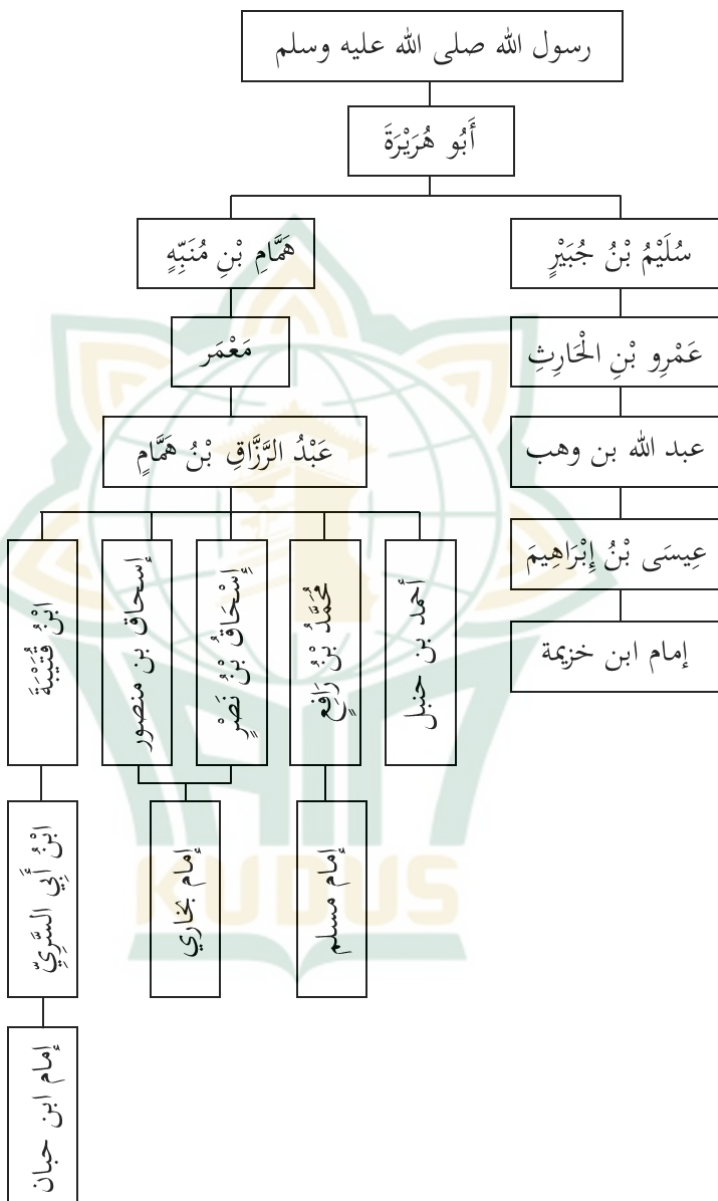 رسول الله صلى الله عليه وسلم
أَبُو هُرَيْرَةَ
سُلَيْمُ بْنُ جُبَيْرٍ
هَمَّامِ بْنِ مُنَبِّهٍ
عَمْرِو بْنِ الْحَارِثِ
مَعْمَر
عبد الله بن وهب
عَبْدُ الرَّزَّاقِ بْنُ هَمَّامٍ
عِيسَى بْنُ إِبْرَاهِيمَ
إمام ابن خزيمة
أحمد بن حنبل
مُحَمَّدُ بْنُ رَافِعٍ
إِسْحَاقُ بْنُ نَصْرٍ
إسحاق بن منصور
ابْنُ قُتَيْبَةَ
إمام مسلم
إمام بخاري
ابْنُ أَبِي السَّرِيِّ
إمام ابن حبان
KUDUS